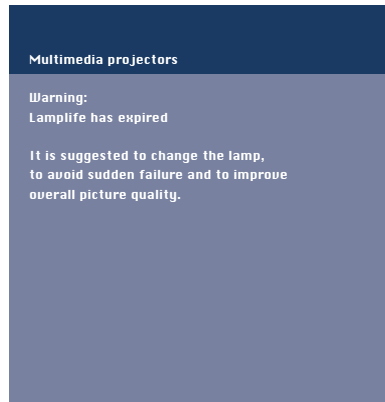 Multimedia projectors
Warning:
Lamplife has expired
It is suggested to change the lamp,
to avoid sudden failure and to improve
overall picture quality.